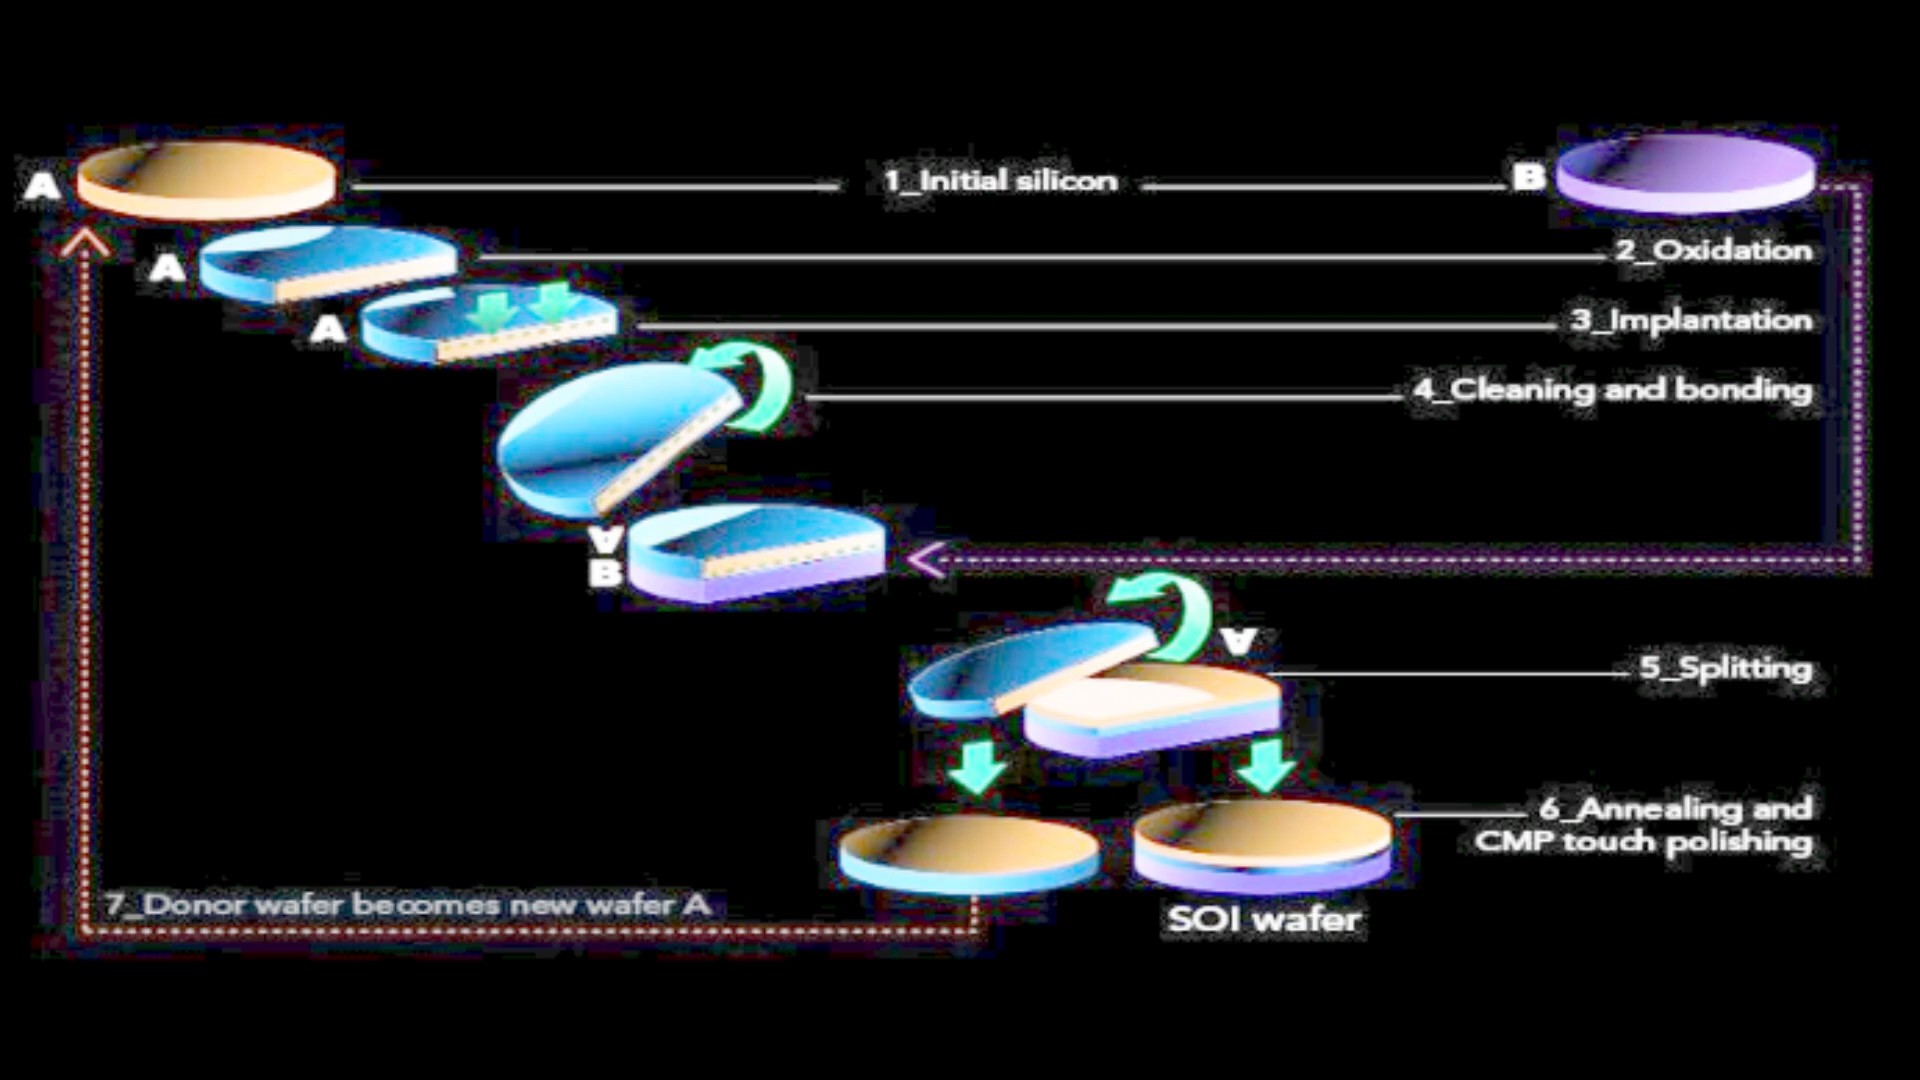 A
1_Initial silicon
B
A
2_Oxidation
A
3_Implantation
4_Cleaning and bonding
A
B
A
5_Splitting
6_Annealing and
CMP touch polishing
7_Donor wafer becomes new wafer A
SOI wafer